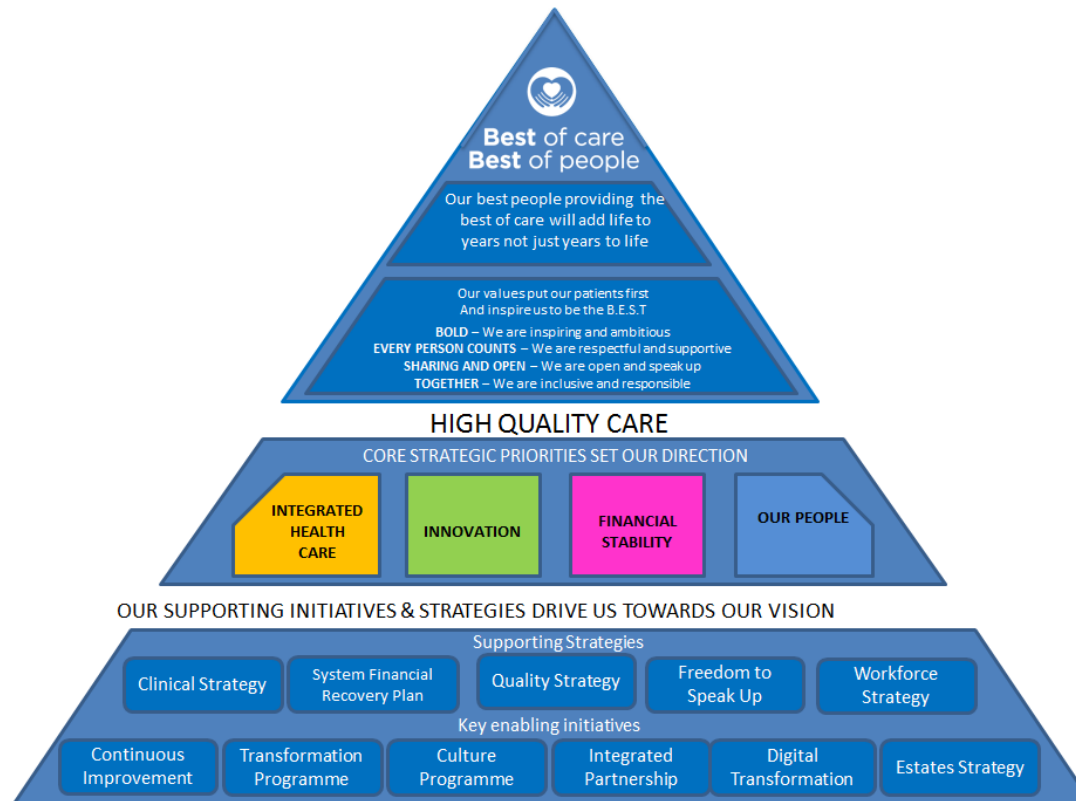 Best of care
Best of people
Our best people providing the
best of care will add life to
years not just years to life
Our values put our patients first
And inspire us to be the B.E.S.T
BOLD – We are inspiring and ambitious
EVERY PERSON COUNTS – We are respectful and supportive
SHARING AND OPEN – We are open and speak up
TOGETHER – We are inclusive and responsible
HIGH QUALITY CARE
CORE STRATEGIC PRIORITIES SET OUR DIRECTION
INTEGRATED
HEALTH
CARE
INNOVATION
FINANCIAL
STABILITY
OUR PEOPLE
OUR SUPPORTING INITIATIVES & STRATEGIES DRIVE US TOWARDS OUR VISION
Supporting Strategies
Clinical Strategy
System Financial
Recovery Plan
Quality Strategy
Freedom to
Speak Up
Workforce
Strategy
Key enabling initiatives
Continuous
Improvement
Transformation
Programme
Culture
Programme
Integrated
Partnership
Digital
Transformation
Estates Strategy